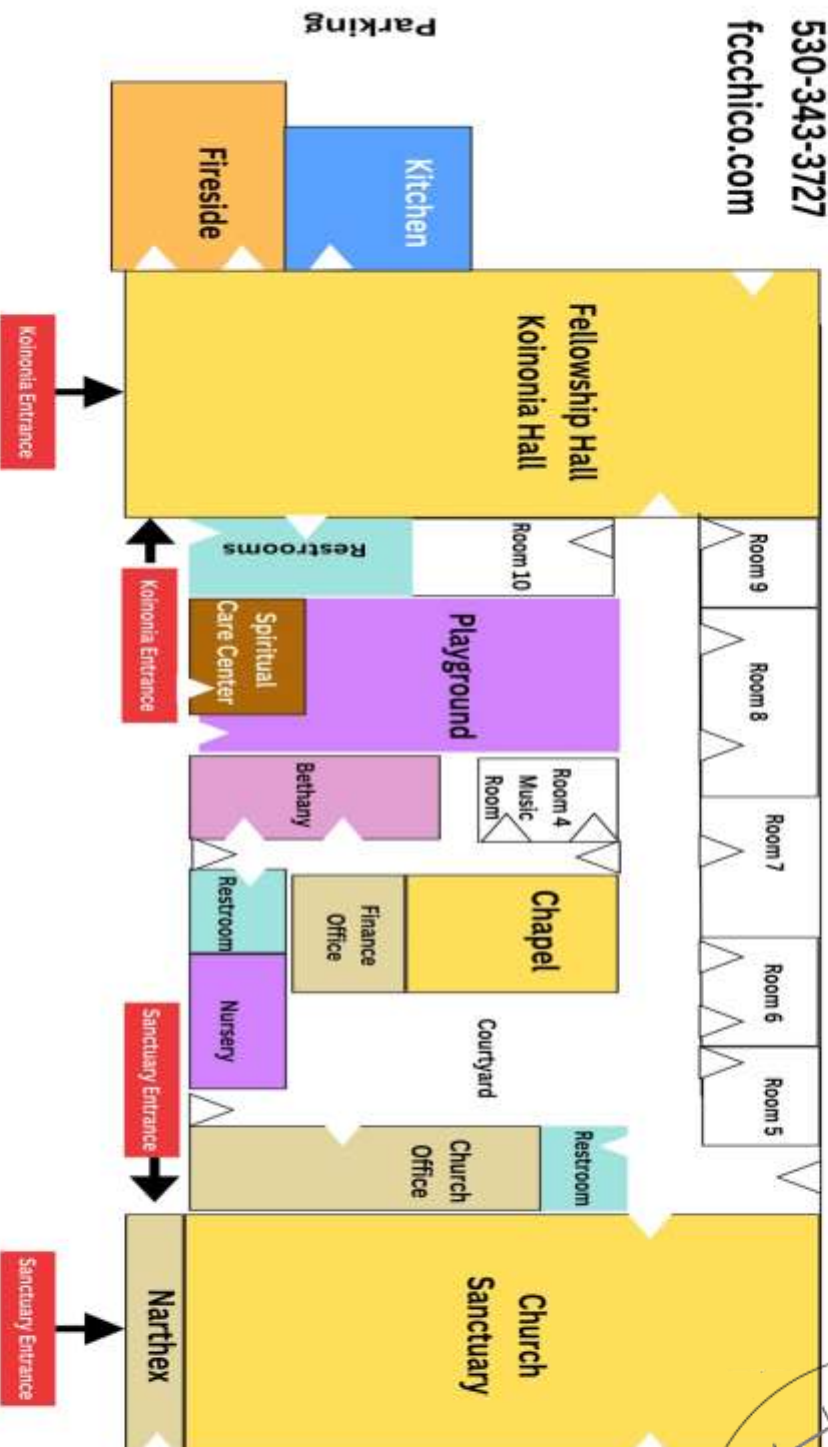 530-343-3727
fccchico.com
Parking
Kitchen
Fireside
Fellowship Hall
Koinonia Hall
Koinonia Entrance
Room 9
Room 10
Restrooms
Koinonia Entrance
Room 8
Playground
Spiritual
Care Center
Room 7
Room 4
Music
Room
Bethany
Chapel
Finance
Office
Restroom
Room 6
Courtyard
Nursery
Sanctuary Entrance
Room 5
Restroom
Church
Office
Church
Sanctuary
Narthex
Sanctuary Entrance